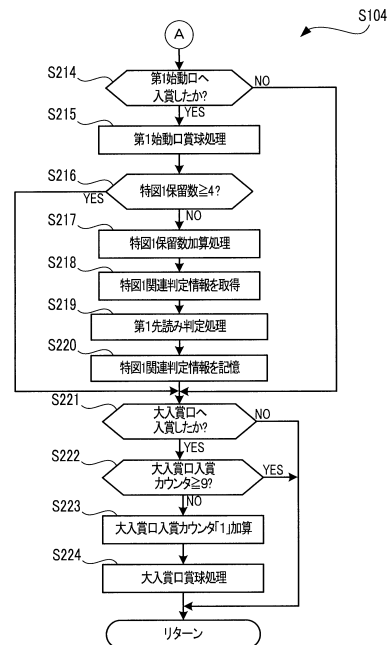 S104
A
S214
第1始動口へ
入賞したか?
NO
YES
S215
第1始動口賞球処理
S216
特図1保留数≧4?
YES
NO
S217
特図1保留数加算処理
S218
特図1関連判定情報を取得
S219
第1先読み判定処理
S220
特図1関連判定情報を記憶
S221
大入賞口へ
入賞したか?
NO
YES
S222
大入賞口入賞
カウンタ≧9?
YES
NO
S223
大入賞口入賞カウンタ「1」加算
S224
大入賞口賞球処理
リターン